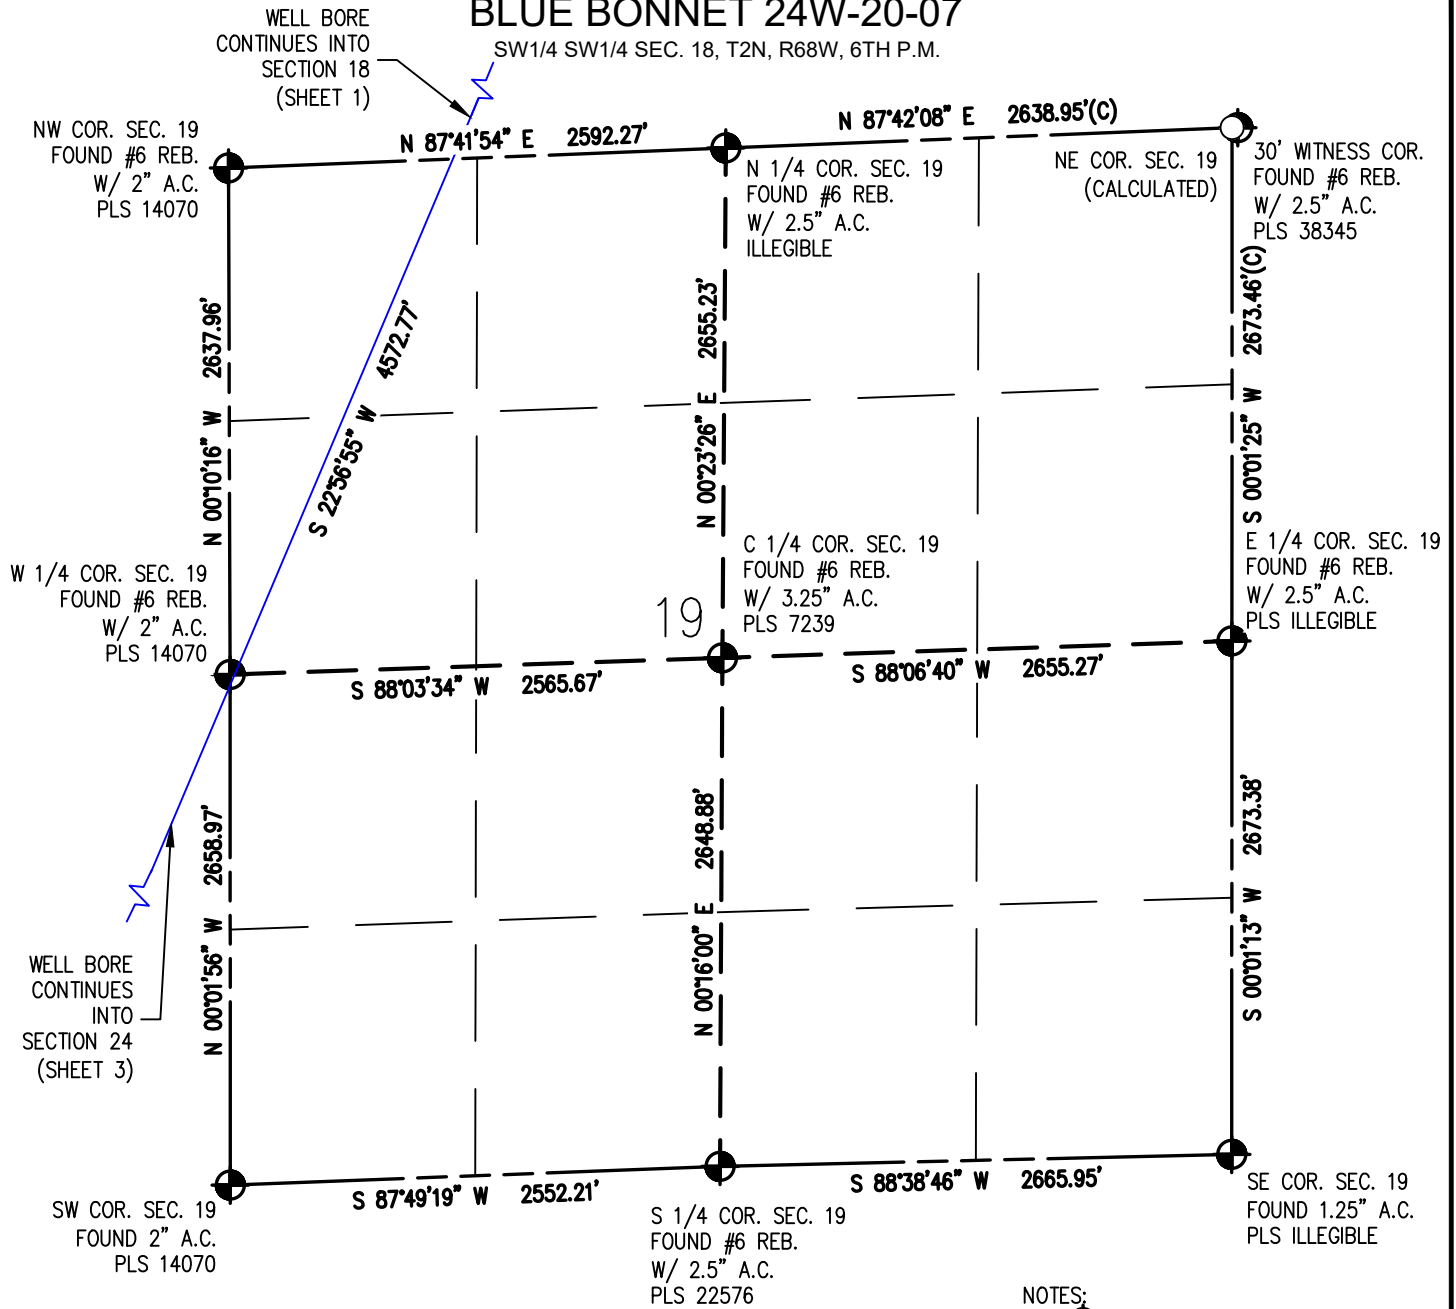 BLUE BONNET 24W-20-07
SW1/4 SW1/4 SEC. 18, T2N, R68W, 6TH P.M.
WELL BORE
CONTINUES INTO
SECTION 18
(SHEET 1)
NW COR. SEC. 19
FOUND #6 REB.
W/ 2" A.C.
PLS 14070
N 87°41'54" E 2592.27'
N 87°42'08" E 2638.95'(C)
N 1/4 COR. SEC. 19
FOUND #6 REB.
W/ 2.5" A.C.
ILLEGIBLE
NE COR. SEC. 19
(CALCULATED)
30' WITNESS COR.
FOUND #6 REB.
W/ 2.5" A.C.
PLS 38345
N 00°10'16" W 2637.96'
S 22°56'55" W 4572.77'
N 00°23'26" E 2655.23'
S 00°01'25" W 2673.46'(C)
W 1/4 COR. SEC. 19
FOUND #6 REB.
W/ 2" A.C.
PLS 14070
19
C 1/4 COR. SEC. 19
FOUND #6 REB.
W/ 3.25" A.C.
PLS 7239
E 1/4 COR. SEC. 19
FOUND #6 REB.
W/ 2.5" A.C.
PLS ILLEGIBLE
S 88°03'34" W 2565.67'
S 88°06'40" W 2655.27'
N 00°01'56" W 2658.97'
N 00°16'00" E 2648.88'
S 00°01'13" W 2673.38'
WELL BORE
CONTINUES
INTO
SECTION 24
(SHEET 3)
S 87°49'19" W 2552.21'
S 88°38'46" W 2665.95'
SW COR. SEC. 19
FOUND 2" A.C.
PLS 14070
S 1/4 COR. SEC. 19
FOUND #6 REB.
W/ 2.5" A.C.
PLS 22576
SE COR. SEC. 19
FOUND 1.25" A.C.
PLS ILLEGIBLE
NOTES: